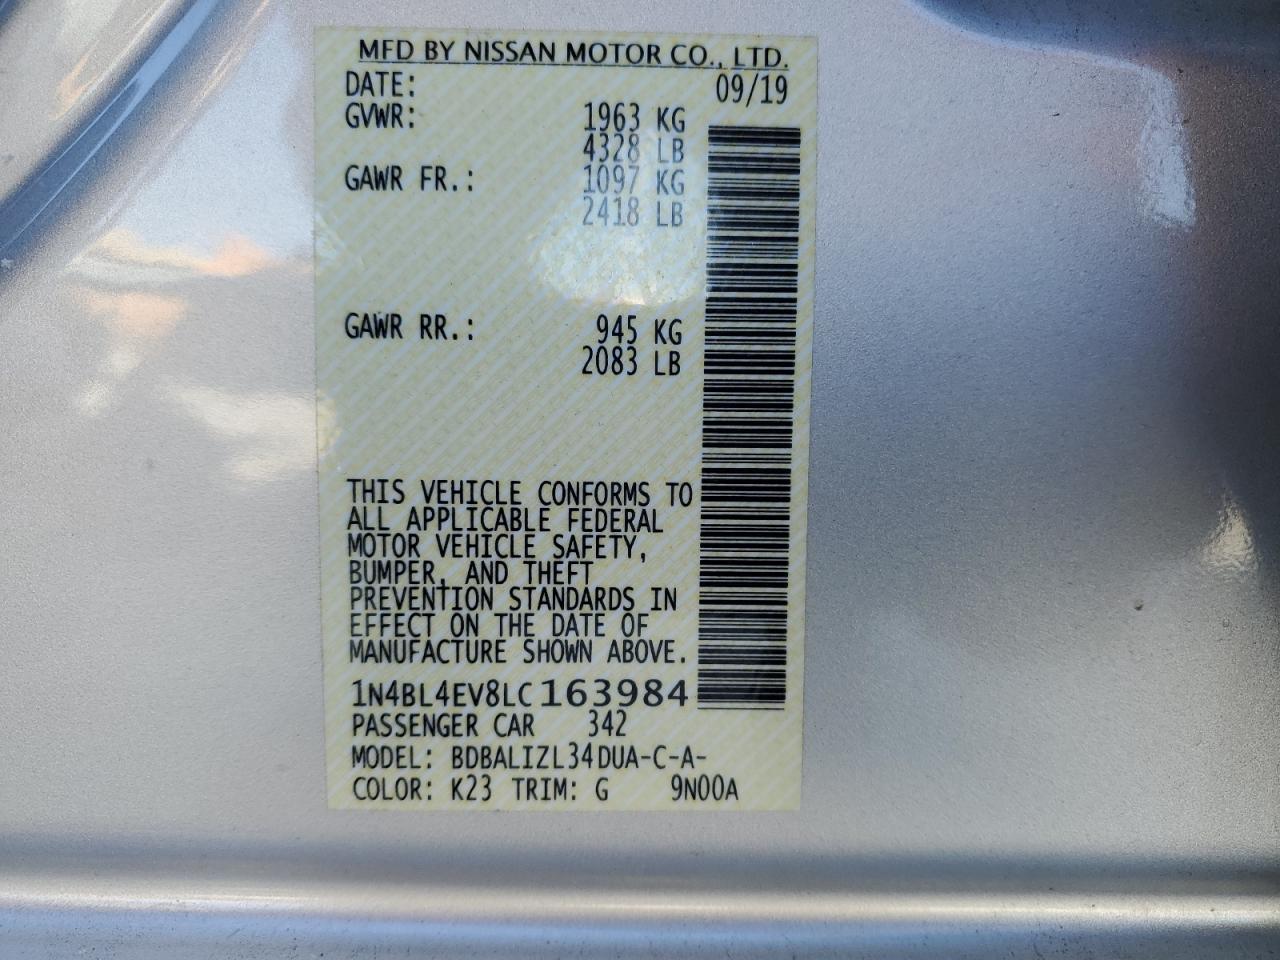 MFD BY NISSAN MOTOR CO., LTD.
DATE: 09/19
GVWR: 1963 KG
4328 LB
GAWR FR.: 1097 KG
2418 LB
GAWR RR.: 945 KG
2083 LB
THIS VEHICLE CONFORMS TO
ALL APPLICABLE FEDERAL
MOTOR VEHICLE SAFETY,
BUMPER, AND THEFT
PREVENTION STANDARDS IN
EFFECT ON THE DATE OF
MANUFACTURE SHOWN ABOVE.
1N4BL4EV8LC163984
PASSENGER CAR 342
MODEL: BDBALIZL34DUA-C-A-
COLOR: K23 TRIM: G 9N00A